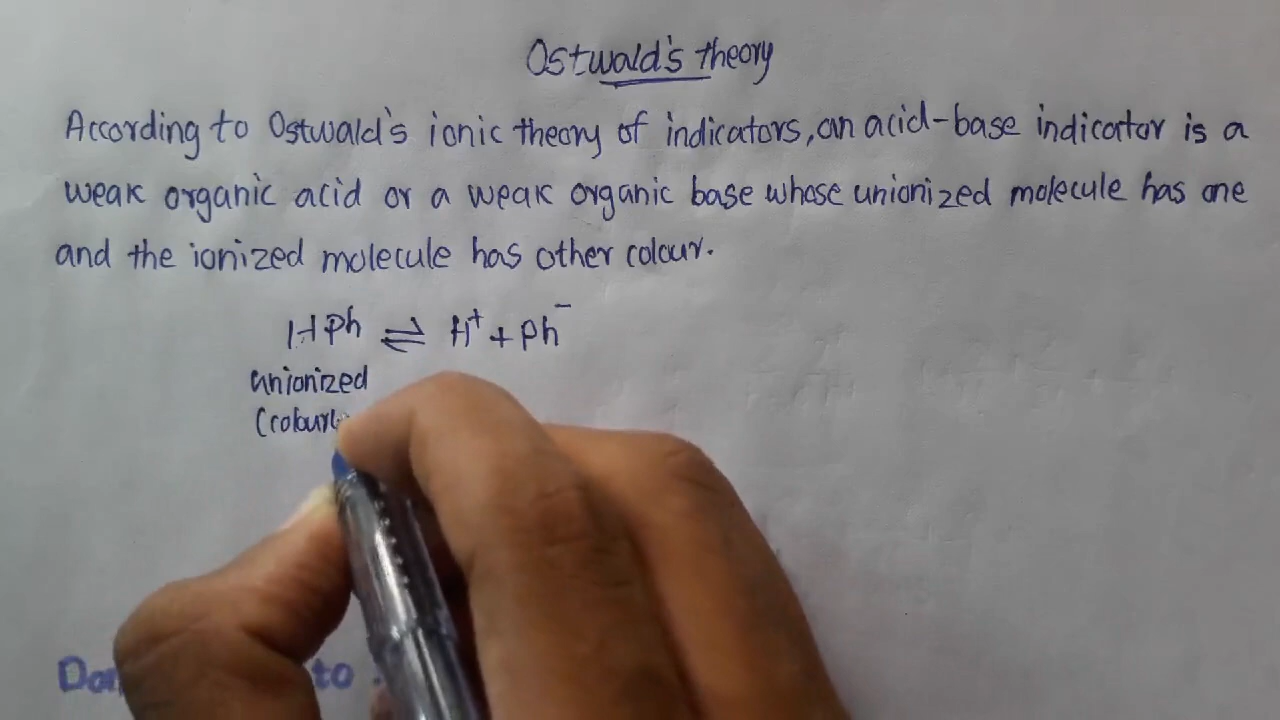 Ostwald's theory
According to Ostwald's ionic theory of indicators, an acid-base indicator is a
weak organic acid or a weak organic base whose unionized molecule has one
and the ionized molecule has other colour.
HPh ⇌ H⁺ + Ph⁻
unionized
to